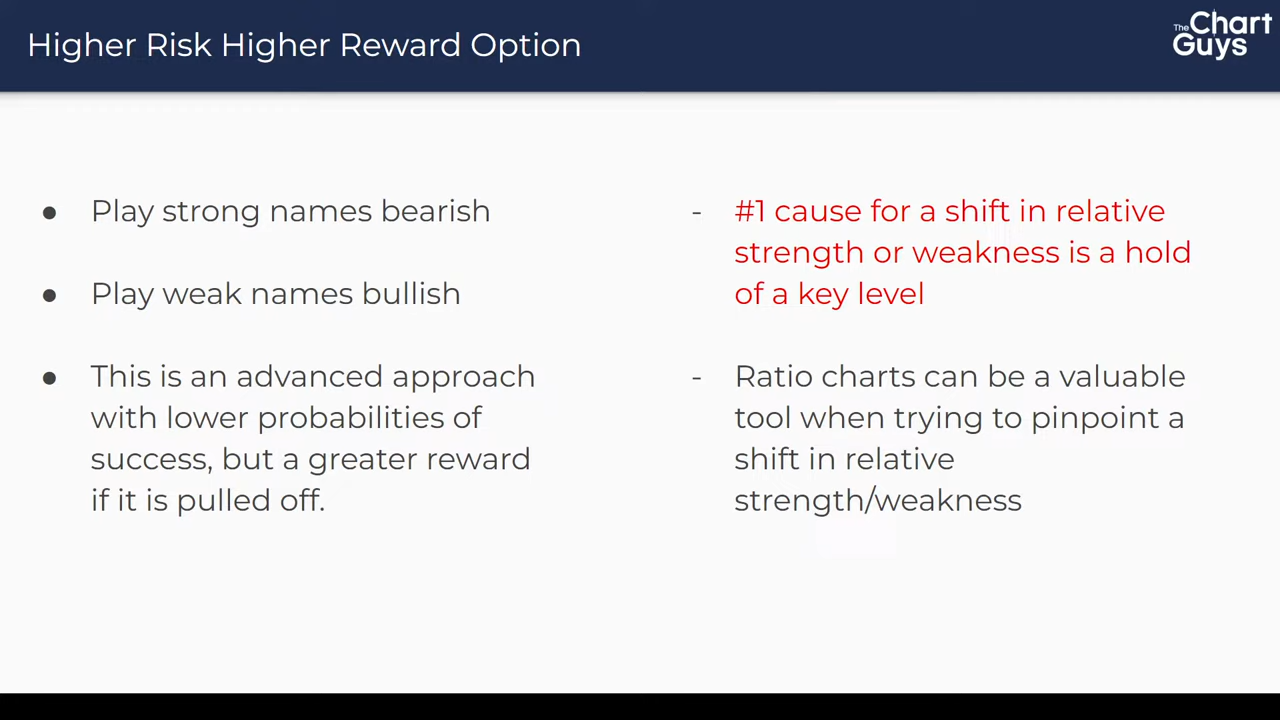 Higher Risk Higher Reward Option
The Chart
Guys
● Play strong names bearish
● Play weak names bullish
● This is an advanced approach
with lower probabilities of
success, but a greater reward
if it is pulled off.
- #1 cause for a shift in relative
strength or weakness is a hold
of a key level
- Ratio charts can be a valuable
tool when trying to pinpoint a
shift in relative
strength/weakness